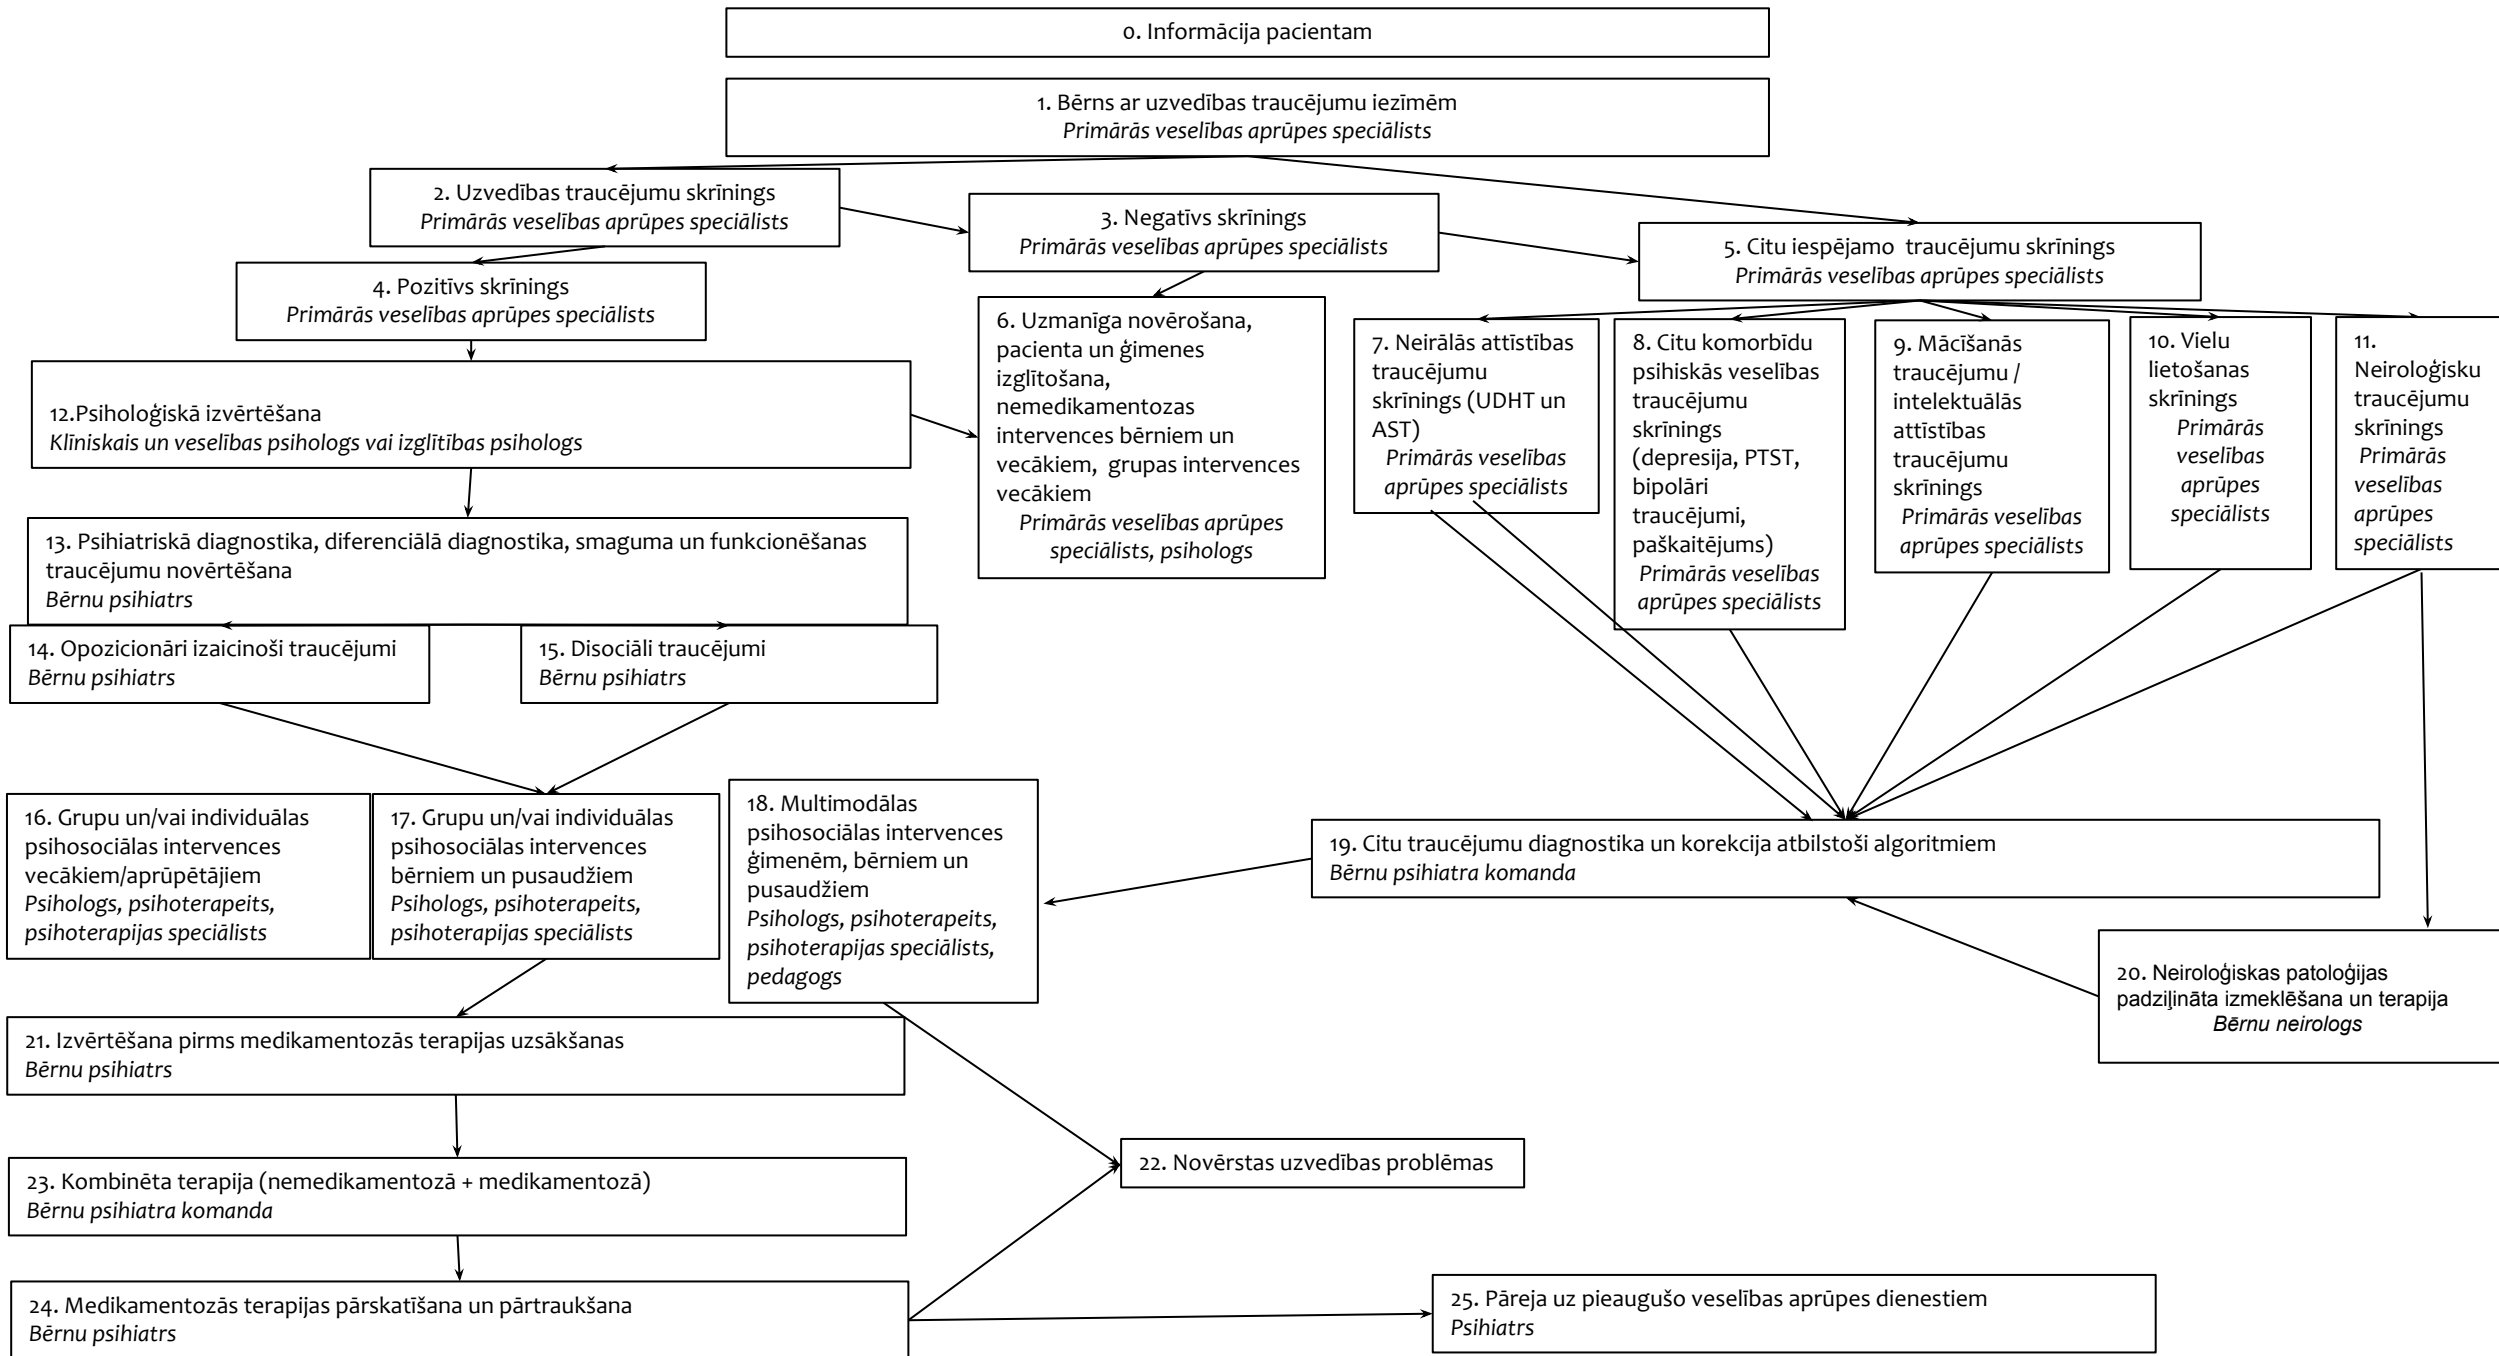 0. Informācija pacientam
1. Bērns ar uzvedības traucējumu iezīmēm
Primārās veselības aprūpes speciālists
2. Uzvedības traucējumu skrīnings
Primārās veselības aprūpes speciālists
3. Negatīvs skrīnings
Primārās veselības aprūpes speciālists
4. Pozitīvs skrīnings
Primārās veselības aprūpes speciālists
5. Citu iespējamo  traucējumu skrīnings
Primārās veselības aprūpes speciālists
6. Uzmanīga novērošana,
pacienta un ģimenes
izglītošana,
nemedikamentozas
intervences bērniem un
vecākiem,  grupas intervences
vecākiem
Primārās veselības aprūpes
speciālists, psihologs
7. Neirālās attīstības
traucējumu
skrīnings (UDHT un
AST)
Primārās veselības
aprūpes speciālists
8. Citu komorbīdu
psihiskās veselības
traucējumu
skrīnings
(depresija, PTST,
bipolāri
traucējumi,
paškaitējums)
Primārās veselības
aprūpes speciālists
9. Mācīšanās
traucējumu /
intelektuālās
attīstības
traucējumu
skrīnings
Primārās veselības
aprūpes speciālists
10. Vielu
lietošanas
skrīnings
Primārās
veselības
aprūpes
speciālists
11.
Neiroloģisku
traucējumu
skrīnings
Primārās
veselības
aprūpes
speciālists
12.Psiholoģiskā izvērtēšana
Klīniskais un veselības psihologs vai izglītības psihologs
13. Psihiatriskā diagnostika, diferenciālā diagnostika, smaguma un funkcionēšanas
traucējumu novērtēšana
Bērnu psihiatrs
14. Opozicionāri izaicinoši traucējumi
Bērnu psihiatrs
15. Disociāli traucējumi
Bērnu psihiatrs
16. Grupu un/vai individuālas
psihosociālas intervences
vecākiem/aprūpētājiem
Psihologs, psihoterapeits,
psihoterapijas speciālists
17. Grupu un/vai individuālas
psihosociālas intervences
bērniem un pusaudžiem
Psihologs, psihoterapeits,
psihoterapijas speciālists
18. Multimodālas
psihosociālas intervences
ģimenēm, bērniem un
pusaudžiem
Psihologs, psihoterapeits,
psihoterapijas speciālists,
pedagogs
19. Citu traucējumu diagnostika un korekcija atbilstoši algoritmiem
Bērnu psihiatra komanda
20. Neiroloģiskas patoloģijas
padziļināta izmeklēšana un terapija
Bērnu neirologs
21. Izvērtēšana pirms medikamentozās terapijas uzsākšanas
Bērnu psihiatrs
22. Novērstas uzvedības problēmas
23. Kombinēta terapija (nemedikamentozā + medikamentozā)
Bērnu psihiatra komanda
24. Medikamentozās terapijas pārskatīšana un pārtraukšana
Bērnu psihiatrs
25. Pāreja uz pieaugušo veselības aprūpes dienestiem
Psihiatrs